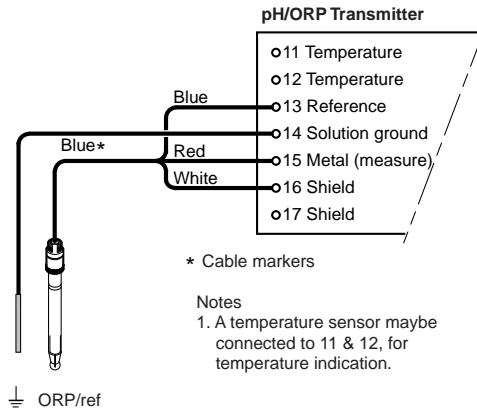 pH/ORP Transmitter
11 Temperature
12 Temperature
Blue
13 Reference
14 Solution ground
Blue*
Red
15 Metal (measure)
White
16 Shield
17 Shield
* Cable markers
Notes
1. A temperature sensor maybe
connected to 11 & 12, for
temperature indication.
ORP/ref